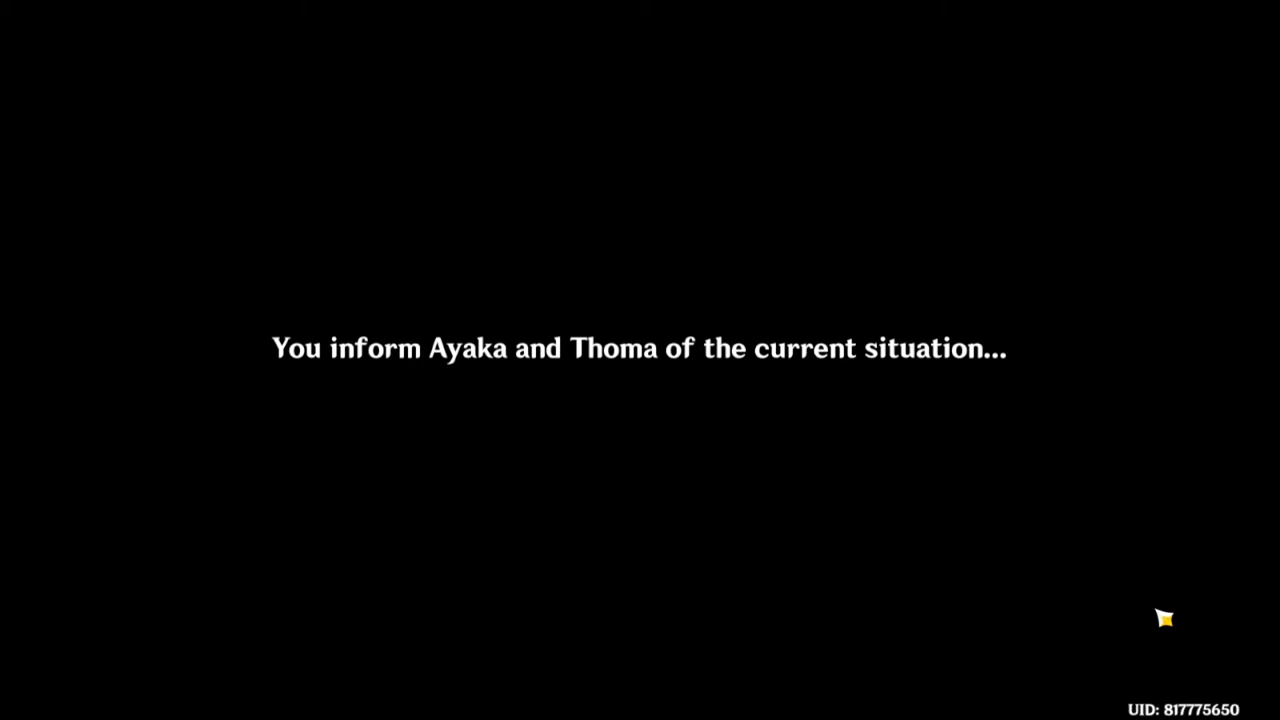 You inform Ayaka and Thoma of the current situation...
UID: 817775650